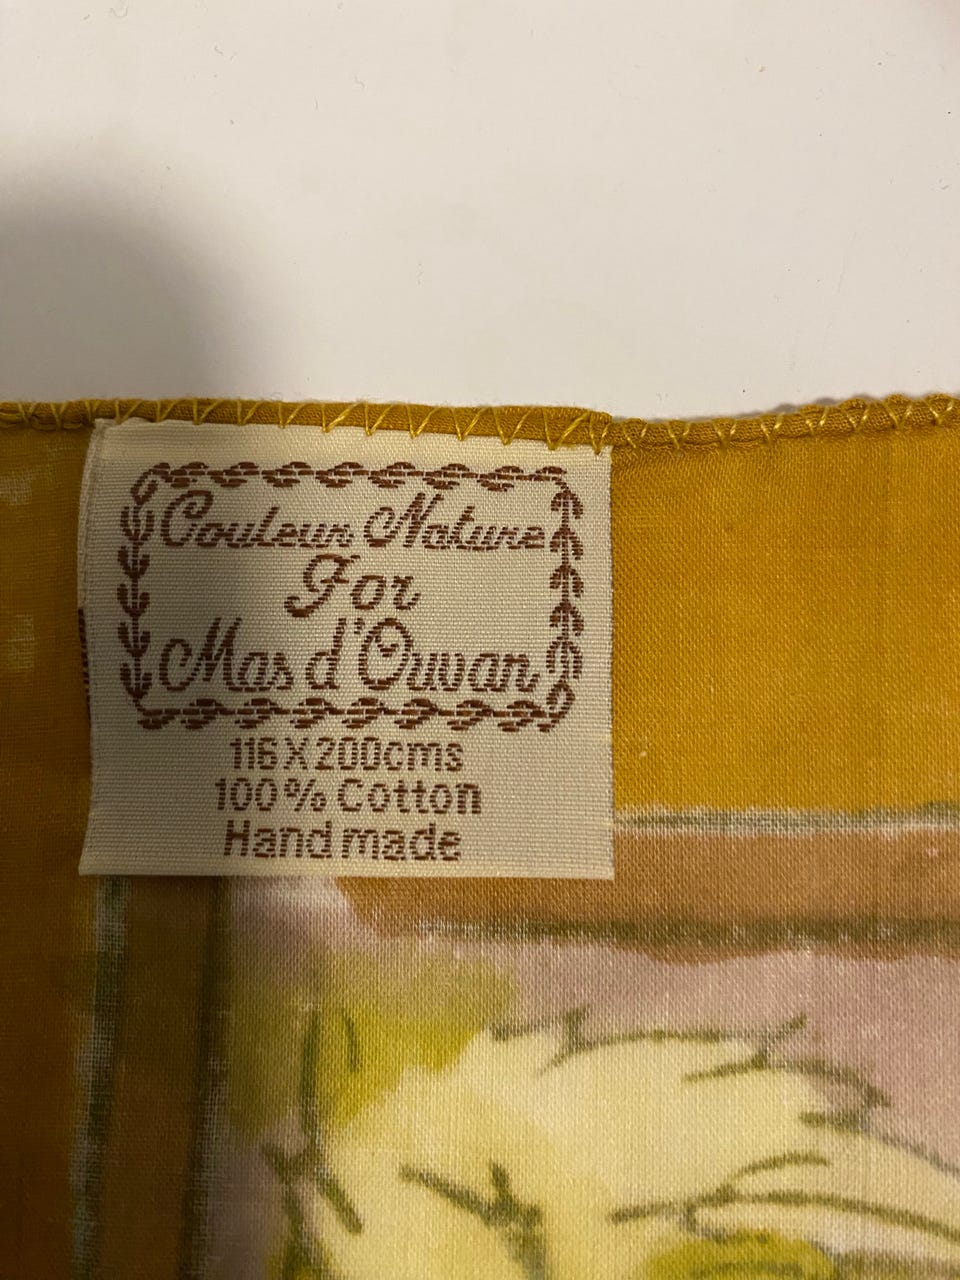 Couleur Nature
For
Mas d'Ouvan
116 X 200cms
100% Cotton
Hand made